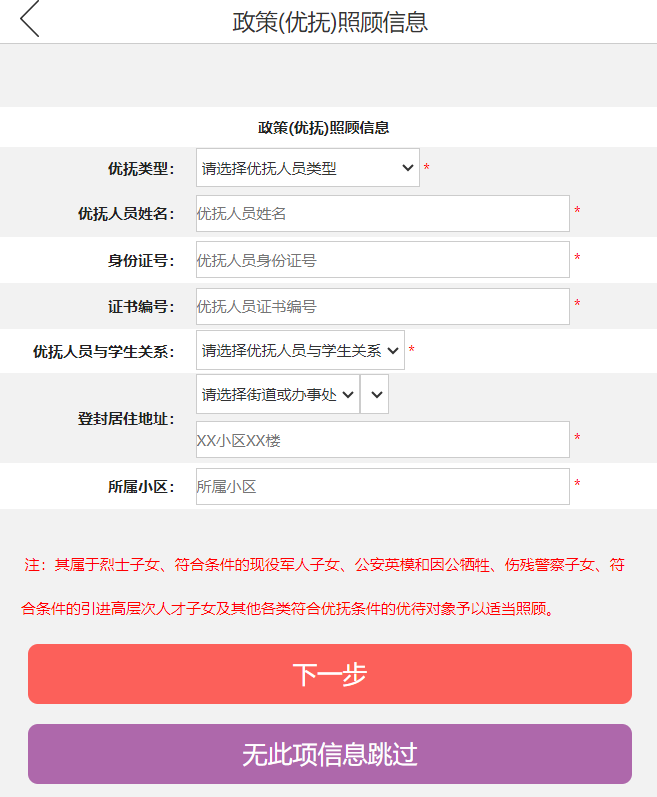 政策(优抚)照顾信息
政策(优抚)照顾信息
优抚类型： 请选择优抚人员类型 *
优抚人员姓名： 优抚人员姓名 *
身份证号： 优抚人员身份证号 *
证书编号： 优抚人员证书编号 *
优抚人员与学生关系： 请选择优抚人员与学生关系 *
请选择街道或办事处
登封居住地址：
XX小区XX楼 *
所属小区： 所属小区 *
注：其属于烈士子女、符合条件的现役军人子女、公安英模和因公牺牲、伤残警察子女、符
合条件的引进高层次人才子女及其他各类符合优抚条件的优待对象予以适当照顾。
下一步
无此项信息跳过